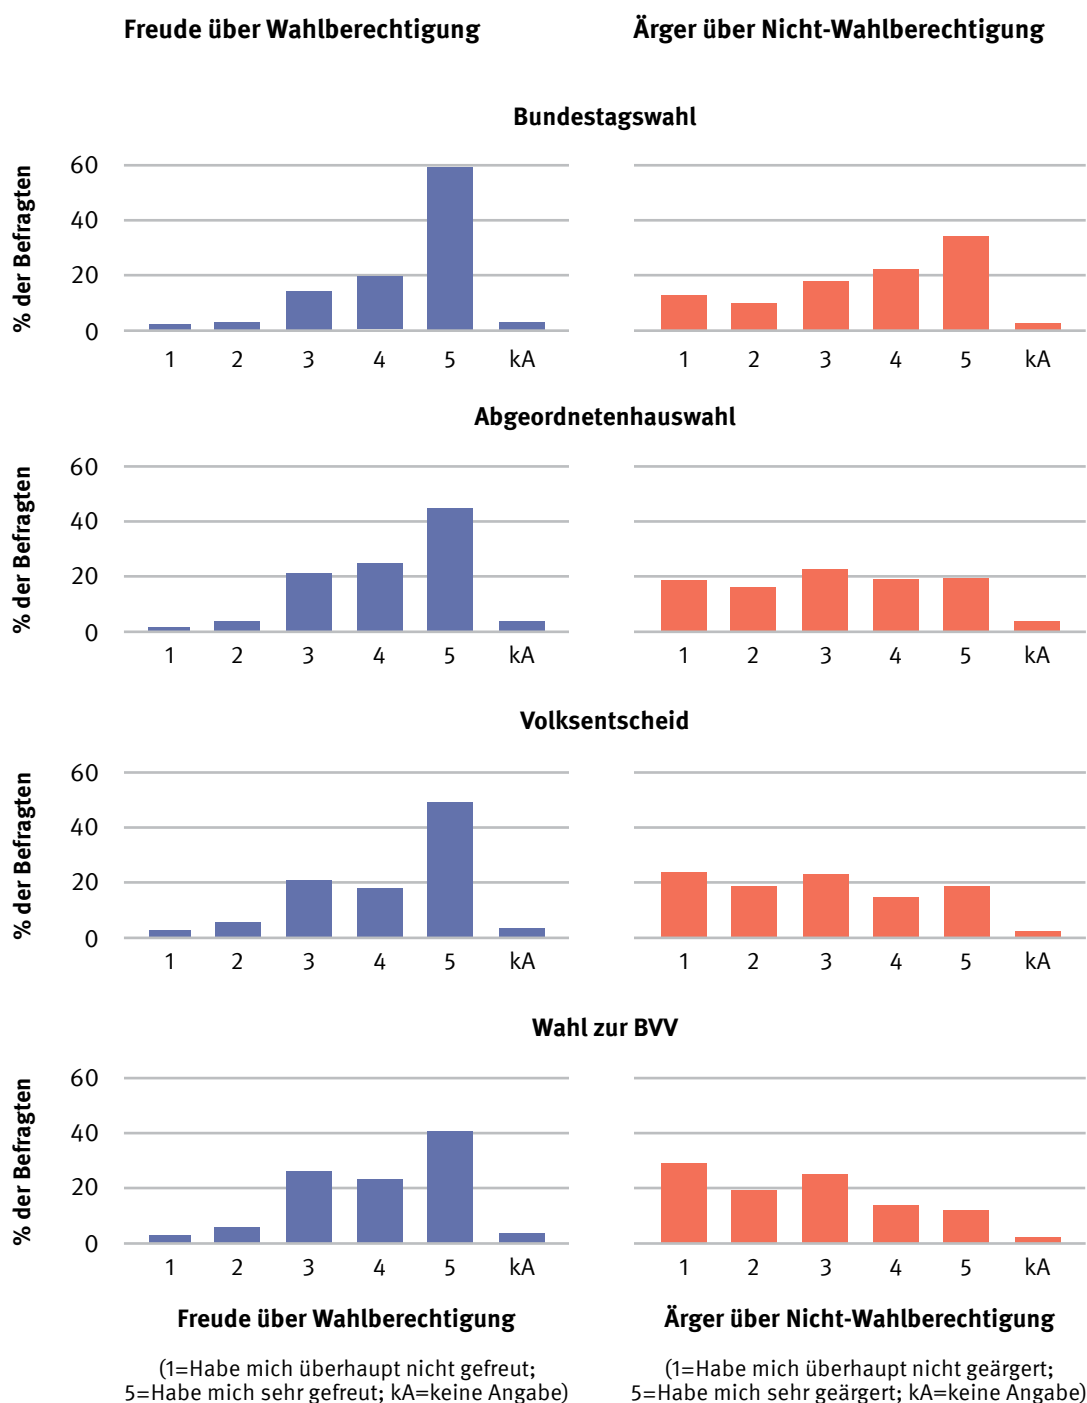 Freude über Wahlberechtigung
Ärger über Nicht-Wahlberechtigung
Bundestagswahl
% der Befragten
60
40
20
0
1 2 3 4 5 kA
1 2 3 4 5 kA
Abgeordnetenhauswahl
% der Befragten
60
40
20
0
1 2 3 4 5 kA
1 2 3 4 5 kA
Volksentscheid
% der Befragten
60
40
20
0
1 2 3 4 5 kA
1 2 3 4 5 kA
Wahl zur BVV
% der Befragten
60
40
20
0
1 2 3 4 5 kA
1 2 3 4 5 kA
Freude über Wahlberechtigung
(1=Habe mich überhaupt nicht gefreut;
5=Habe mich sehr gefreut; kA=keine Angabe)
Ärger über Nicht-Wahlberechtigung
(1=Habe mich überhaupt nicht geärgert;
5=Habe mich sehr geärgert; kA=keine Angabe)